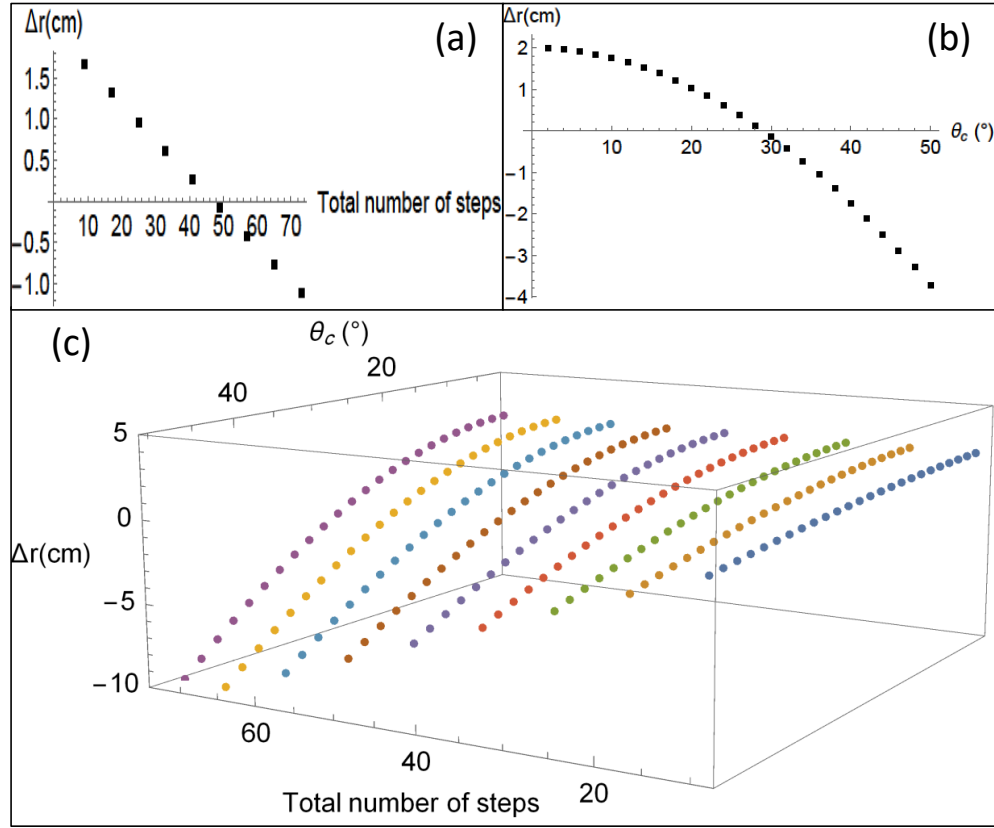 Δr(cm)
(a)
1.5
1.0
0.5
Total number of steps
10 20 30 40 50 60 70
−0.5
−1.0
Δr(cm)
(b)
2
1
10 20 30 40 50
θc (°)
−1
−2
−3
−4
(c)
θc (°)
20
40
5
0
Δr(cm)
−5
−10
60
40
20
Total number of steps